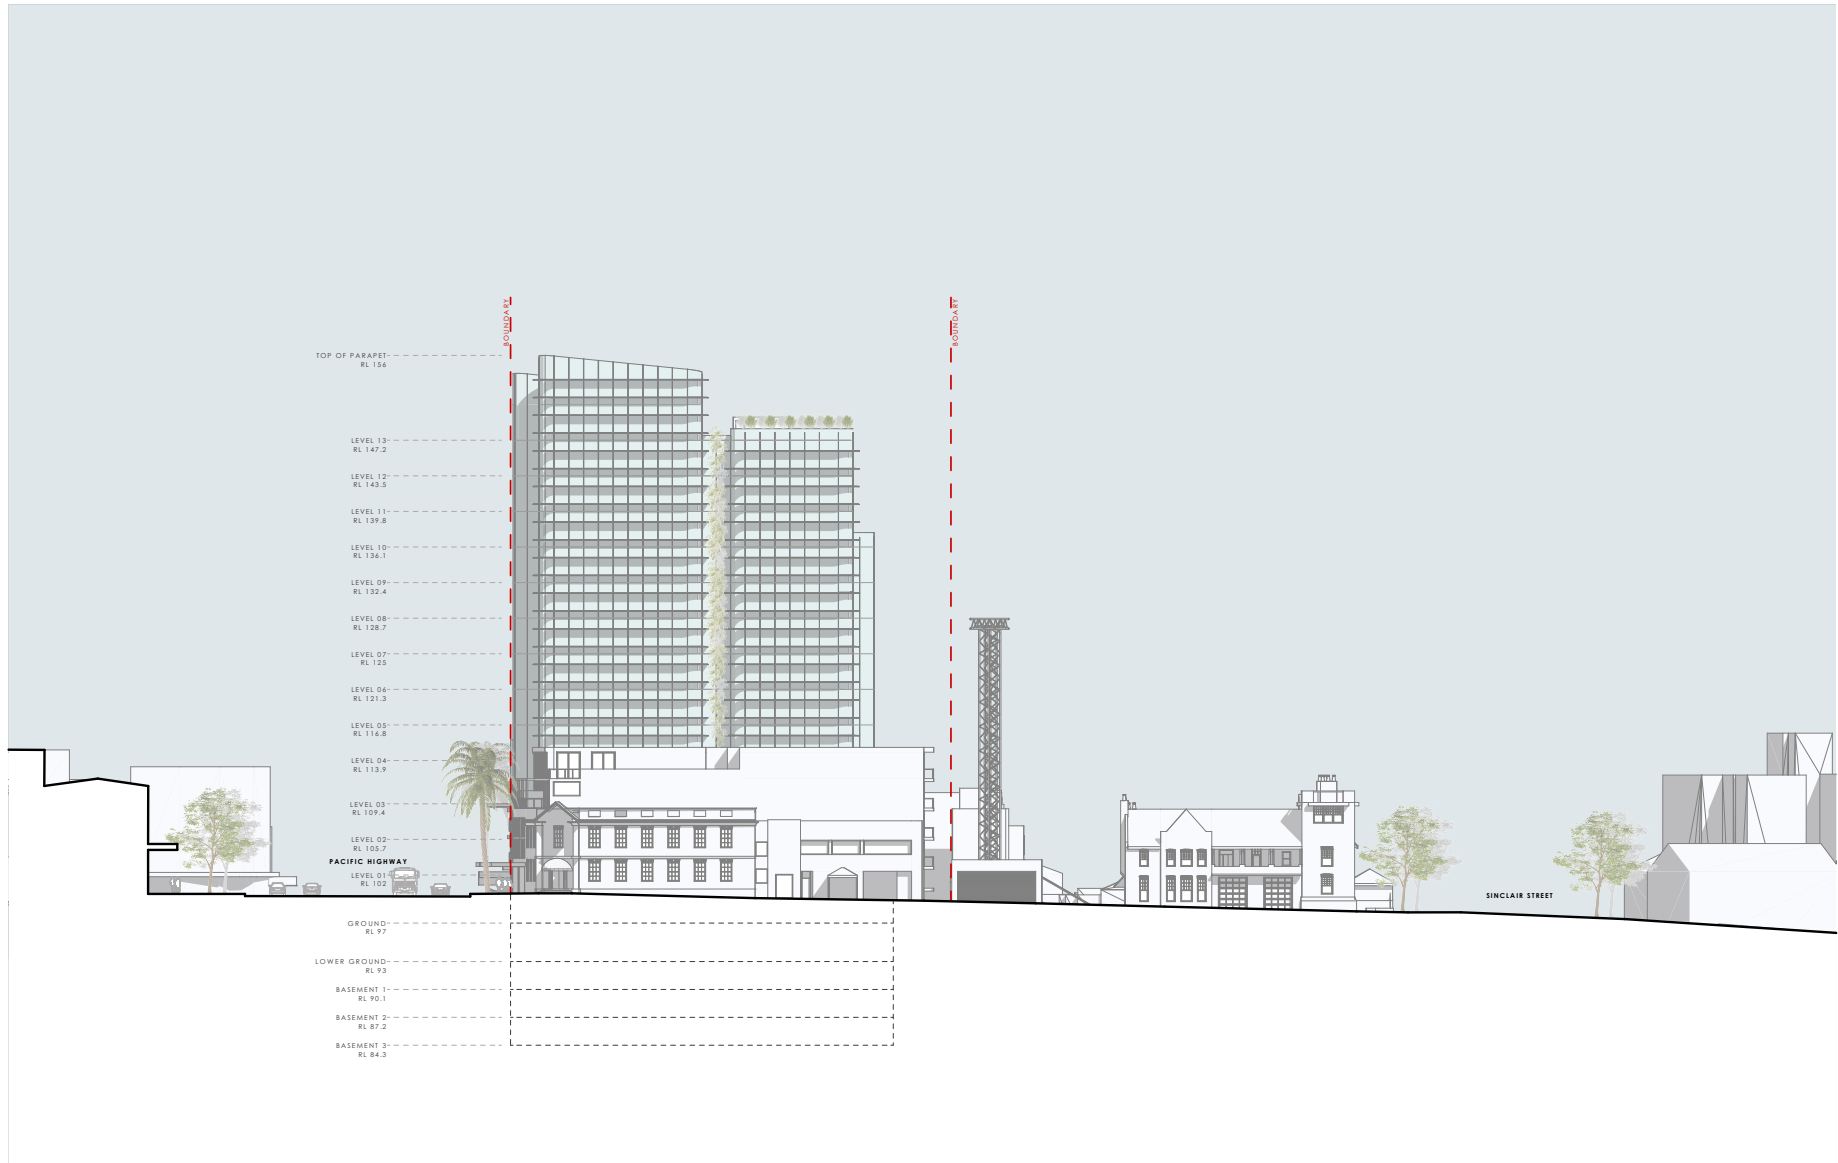 BOUNDARY
BOUNDARY
TOP OF PARAPET
RL 156
LEVEL 13
RL 147.2
LEVEL 12
RL 143.5
LEVEL 11
RL 139.8
LEVEL 10
RL 136.1
LEVEL 09
RL 132.4
LEVEL 08
RL 128.7
LEVEL 07
RL 125
LEVEL 06
RL 121.3
LEVEL 05
RL 116.8
LEVEL 04
RL 113.9
LEVEL 03
RL 109.4
LEVEL 02
RL 105.7
PACIFIC HIGHWAY
LEVEL 01
RL 102
SINCLAIR STREET
GROUND
RL 97
LOWER GROUND
RL 93
BASEMENT 1
RL 90.1
BASEMENT 2
RL 87.2
BASEMENT 3
RL 84.3